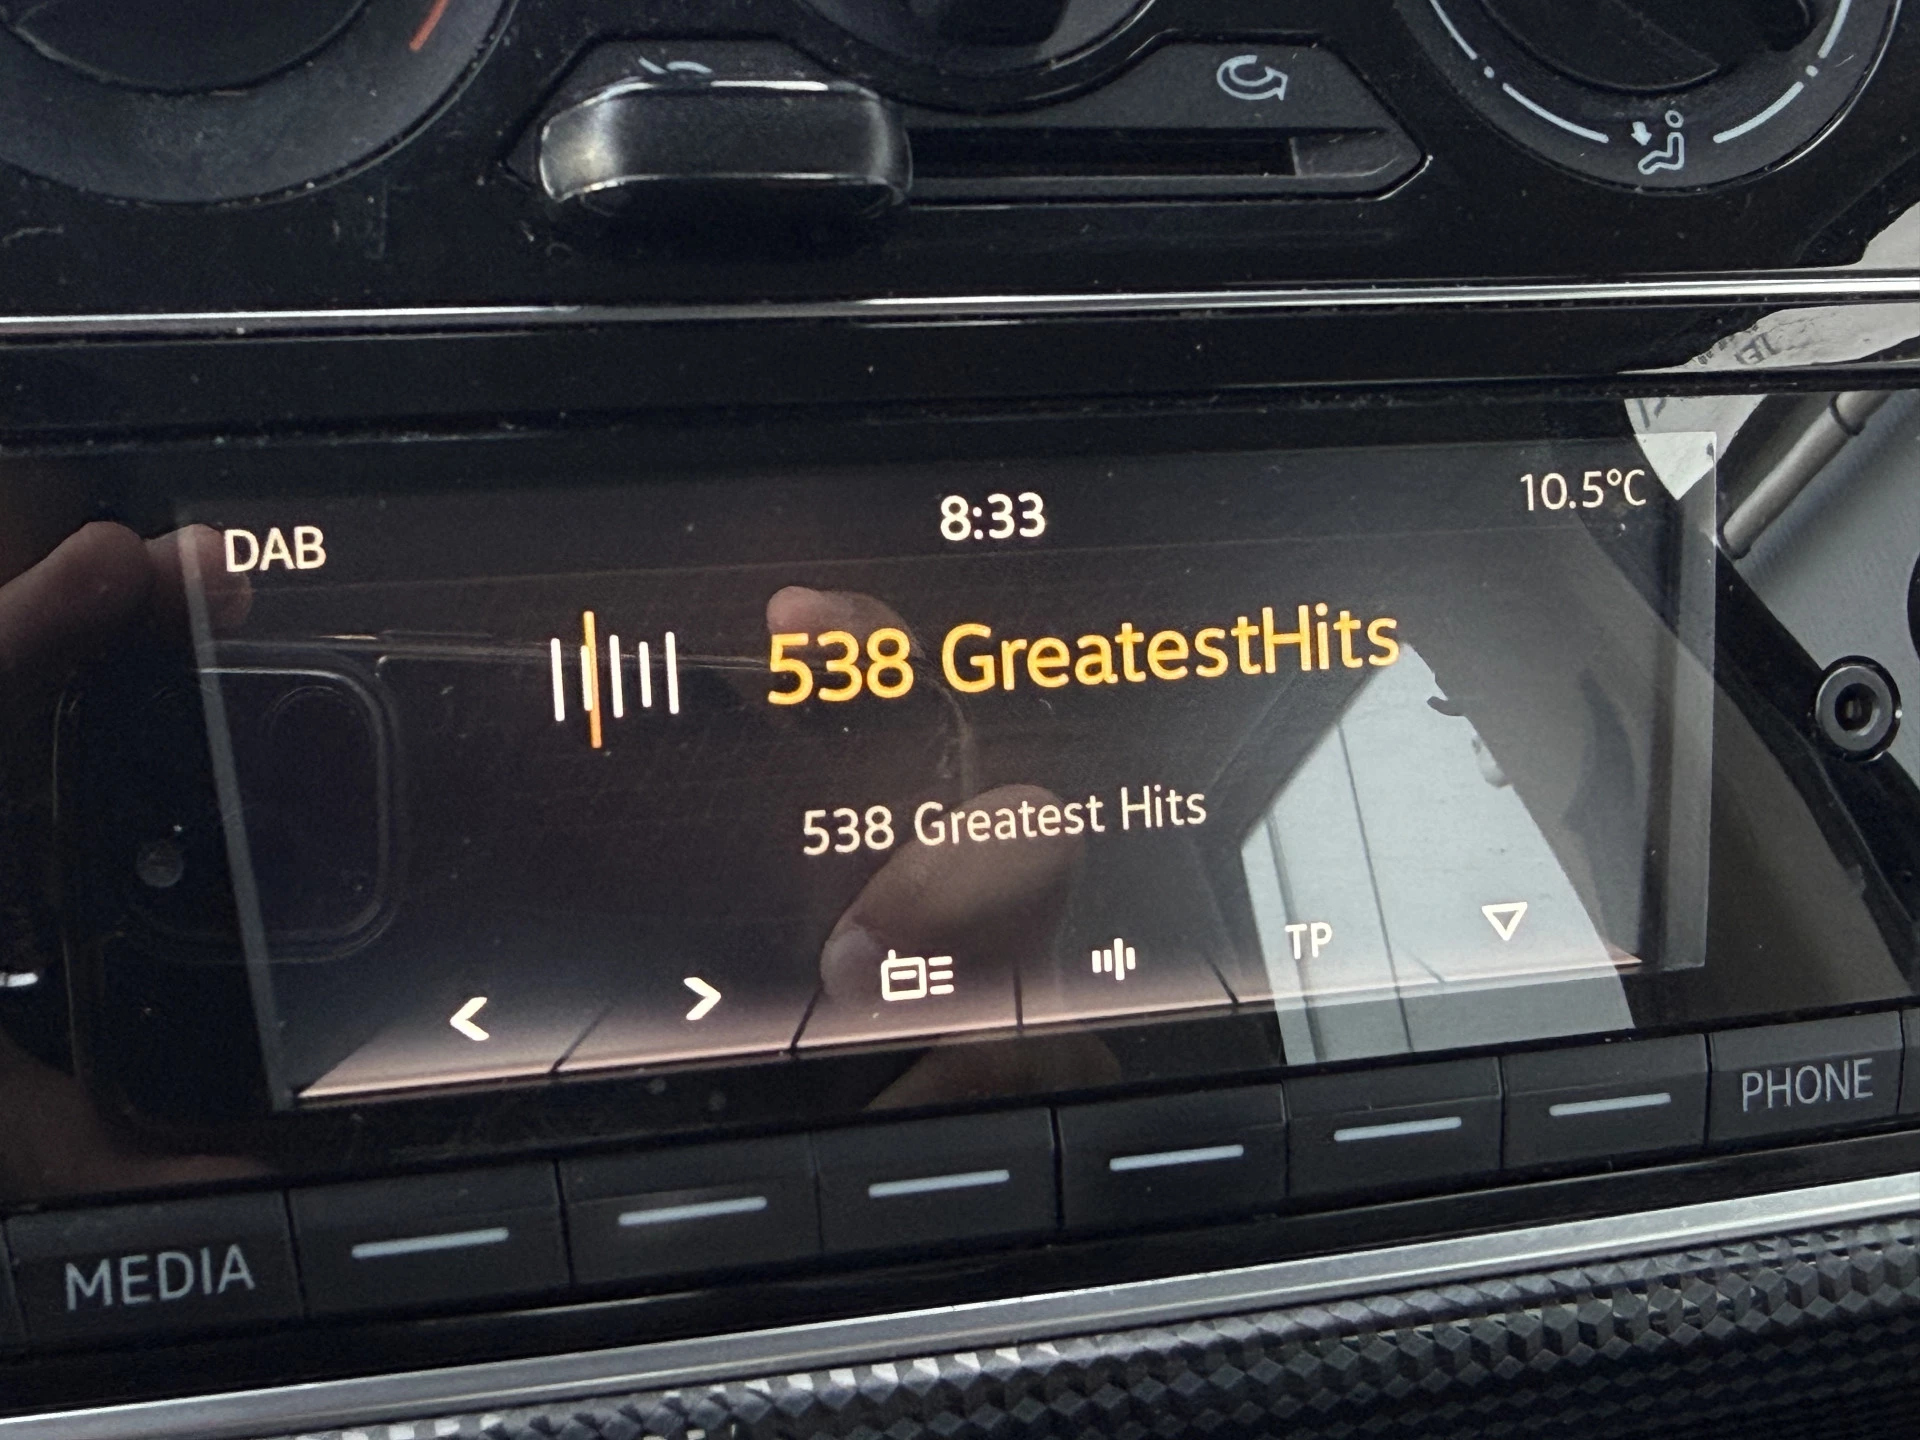 DAB 8:33 10.5°C
538 GreatestHits
538 Greatest Hits
TP
MEDIA PHONE